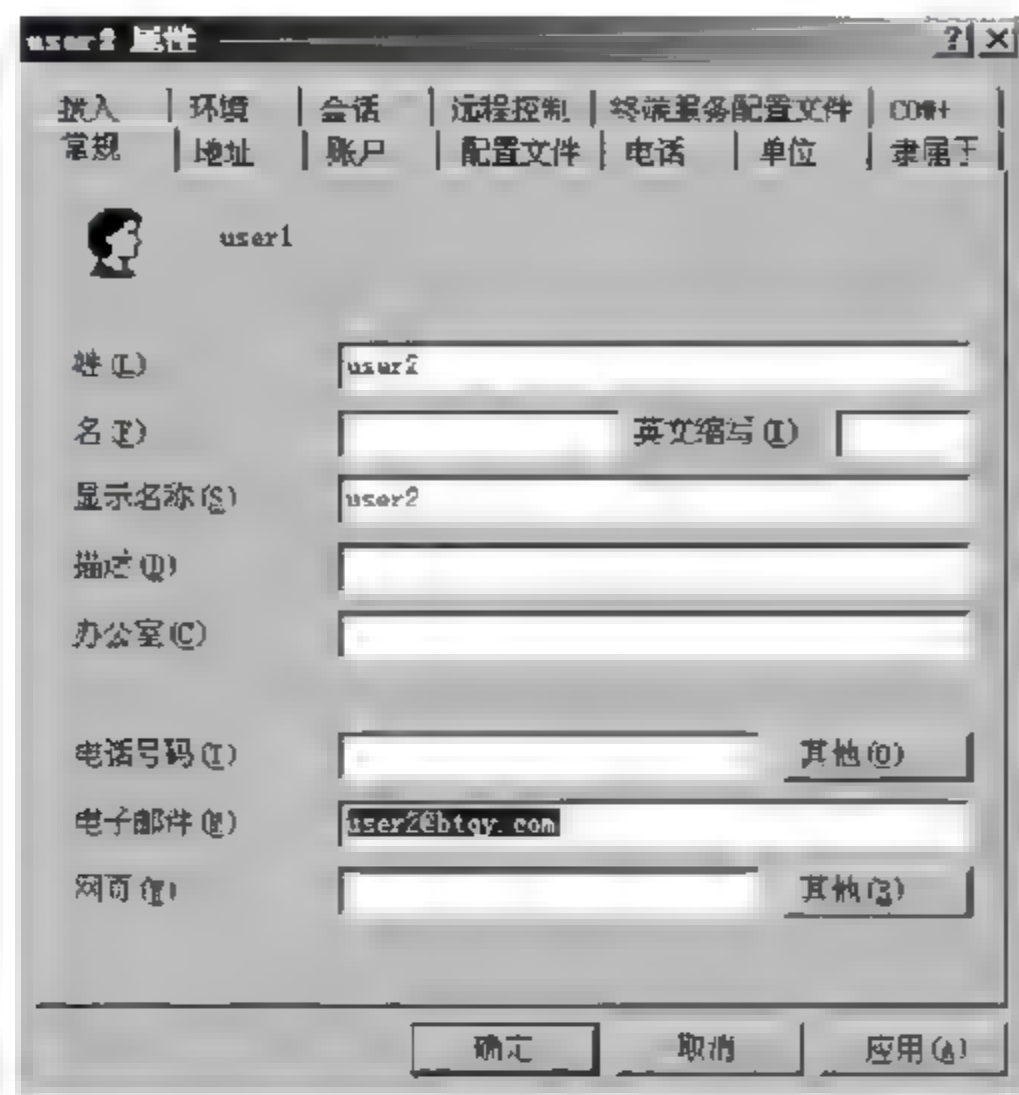 user2 属性
拨入 环境 会话 远程控制 终端服务配置文件 COM+
常规 地址 账户 配置文件 电话 单位 隶属于
user1
姓(L) user2
名(F) 英文缩写(I)
显示名称(S) user2
描述(D)
办公室(C)
电话号码(T) 其他(O)
电子邮件(M) user2@btqy.com
网页(W) 其他(R)
确定 取消 应用(A)